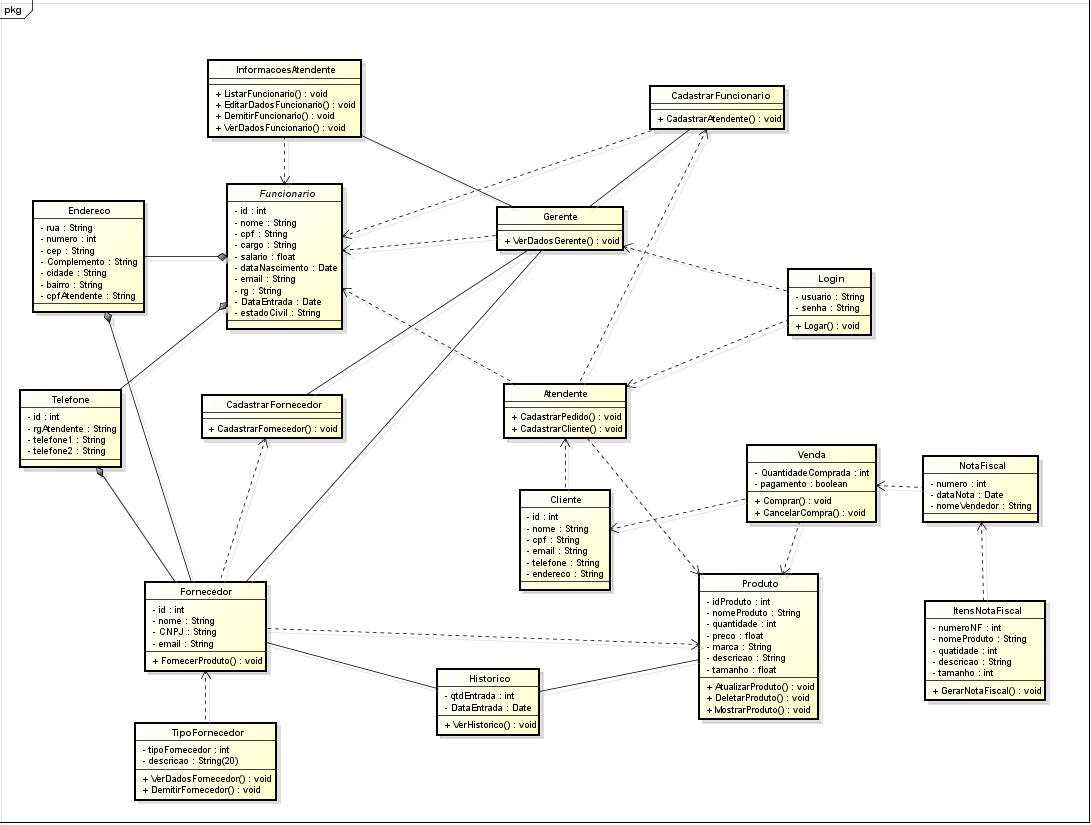 pkg
InformacoesAtendente
+ ListarFuncionario() : void
+ EditarDadosFuncionario() : void
+ DemitirFuncionario() : void
+ VerDadosFuncionario() : void
CadastrarFuncionario
+ CadastrarAtendente() : void
Funcionario
- id : int
- nome : String
- cpf : String
- cargo : String
- salario : float
- dataNascimento : Date
- email : String
- rg : String
- DataEntrada : Date
- estadoCivil : String
Endereco
- rua : String
- numero : int
- cep : String
- Complemento : String
- cidade : String
- bairro : String
- cpfAtendente : String
Gerente
+ VerDadosGerente() : void
Login
- usuario : String
- senha : String
+ Logar() : void
Telefone
- id : int
- rgAtendente : String
- telefone1 : String
- telefone2 : String
CadastrarFornecedor
+ CadastrarFornecedor() : void
Atendente
+ CadastrarPedido() : void
+ CadastrarCliente() : void
Venda
- QuantidadeComprada : int
- pagamento : boolean
+ Comprar() : void
+ CancelarCompra() : void
NotaFiscal
- numero : int
- dataNota : Date
- nomeVendedor : String
Cliente
- id : int
- nome : String
- cpf : String
- email : String
- telefone : String
- endereco : String
Fornecedor
- id : int
- nome : String
- CNPJ : String
- email : String
+ FornecerProduto() : void
Produto
- idProduto : int
- nomeProduto : String
- quantidade : int
- preco : float
- marca : String
- descricao : String
- tamanho : float
+ AtualizarProduto() : void
+ DeletarProduto() : void
+ MostrarProduto() : void
ItensNotaFiscal
- numeroNF : int
- nomeProduto : String
- quatidade : int
- descricao : String
- tamanho : int
+ GerarNotaFiscal() : void
Historico
- qtdEntrada : int
- DataEntrada : Date
+ VerHistorico() : void
TipoFornecedor
- tipoFornecedor : int
- descricao : String(20)
+ VerDadosFornecedor() : void
+ DemitirFornecedor() : void